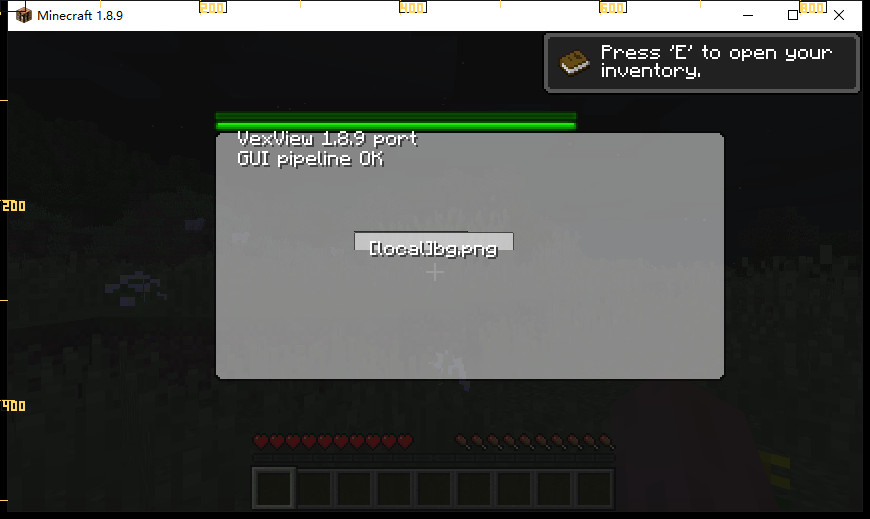 200 400 600 800
Minecraft 1.8.9
Press 'E' to open your
inventory.
VexView 1.8.9 port
GUI pipeline OK
200
[local]bg.png
400